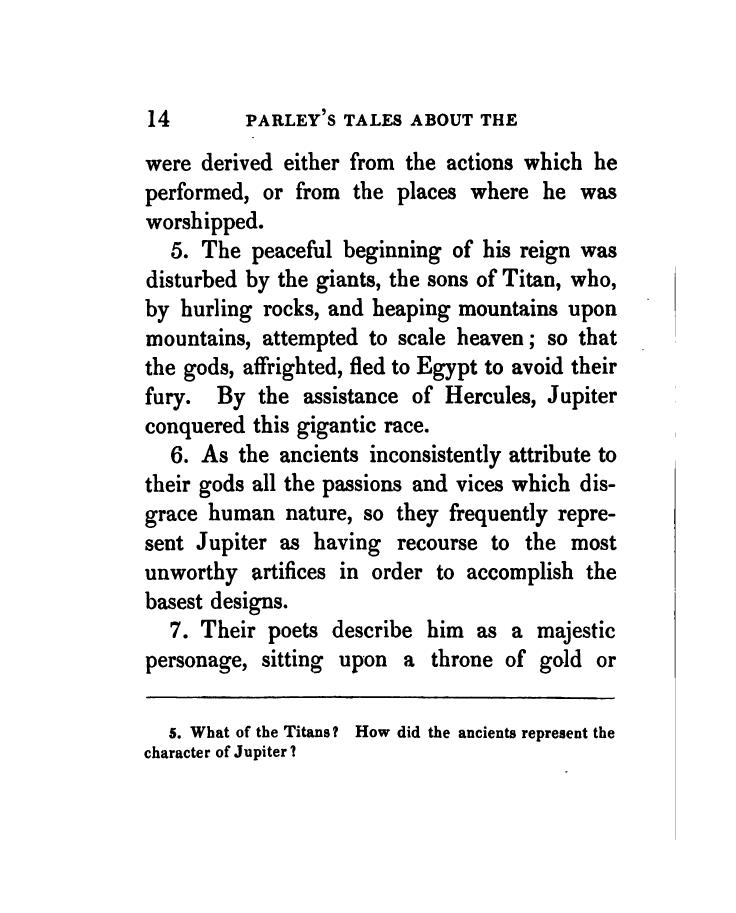 14 PARLEY'S TALES ABOUT THE
were derived either from the actions which he
performed, or from the places where he was
worshipped.
5. The peaceful beginning of his reign was
disturbed by the giants, the sons of Titan, who,
by hurling rocks, and heaping mountains upon
mountains, attempted to scale heaven; so that
the gods, affrighted, fled to Egypt to avoid their
fury. By the assistance of Hercules, Jupiter
conquered this gigantic race.
6. As the ancients inconsistently attribute to
their gods all the passions and vices which dis-
grace human nature, so they frequently repre-
sent Jupiter as having recourse to the most
unworthy artifices in order to accomplish the
basest designs.
7. Their poets describe him as a majestic
personage, sitting upon a throne of gold or
5. What of the Titans? How did the ancients represent the
character of Jupiter?